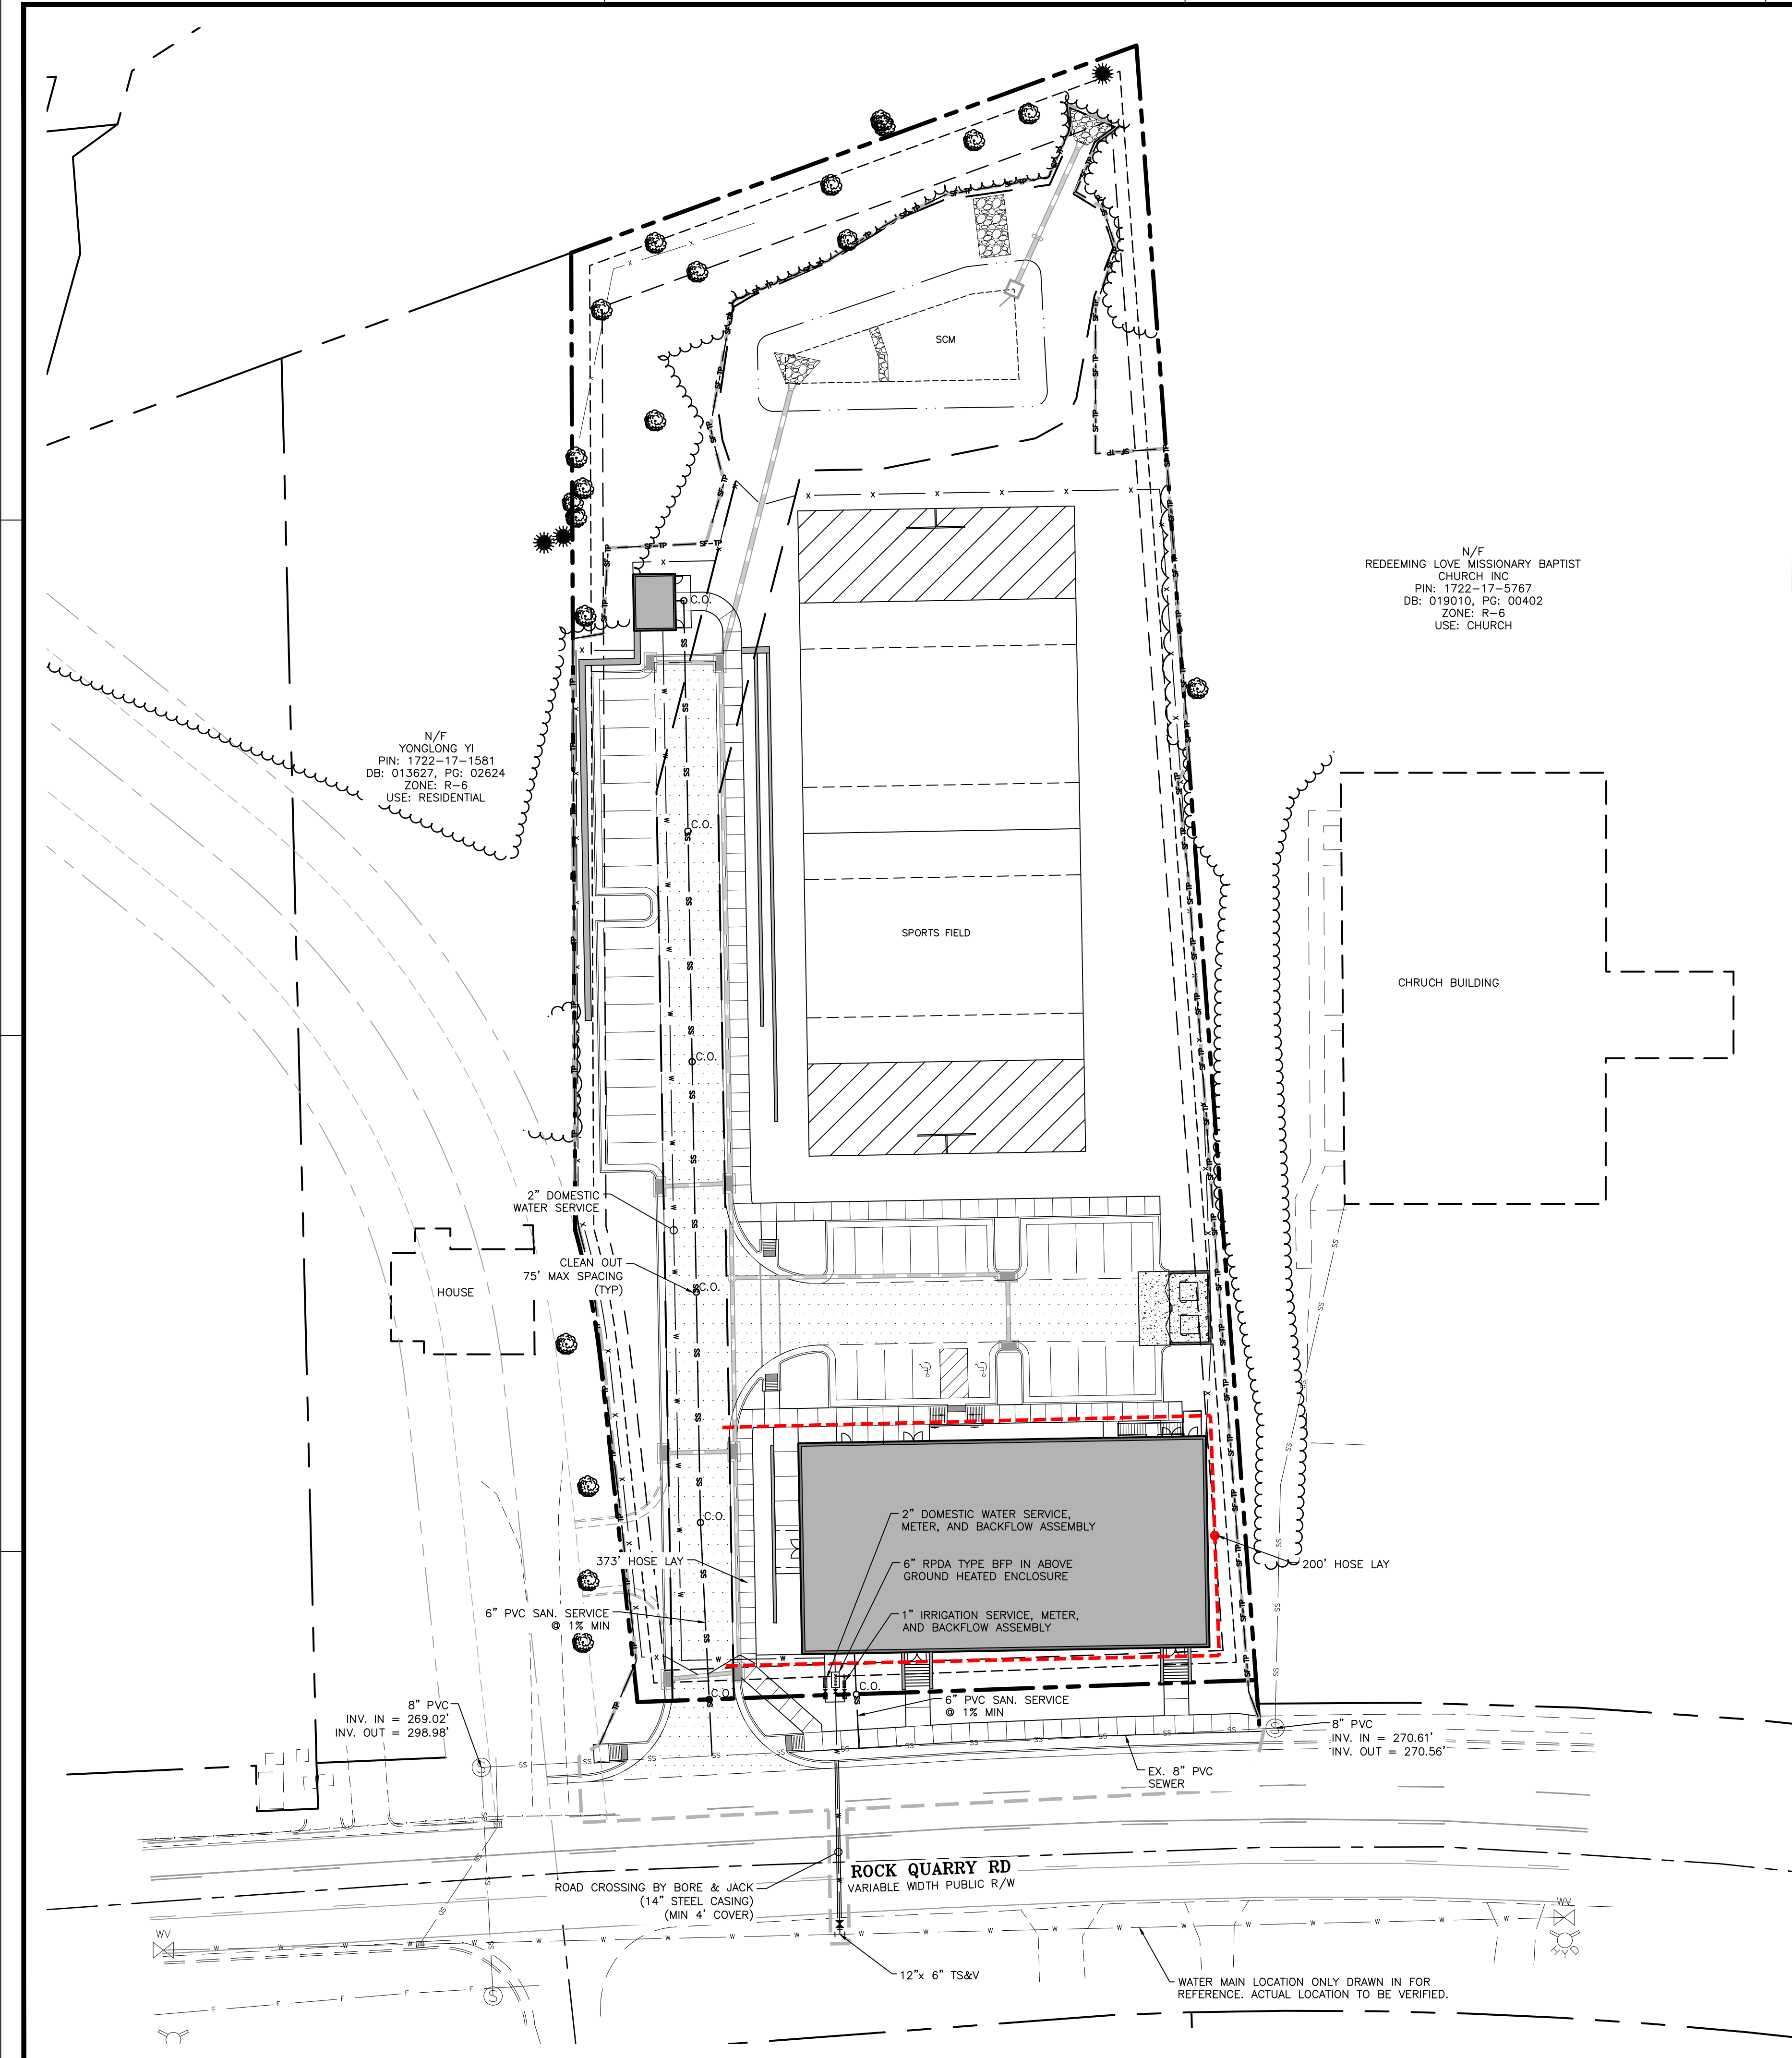 SCM
N/F
REDEEMING LOVE MISSIONARY BAPTIST
CHURCH INC
PIN: 1722-17-5767
DB: 019010, PG: 00402
ZONE: R-6
USE: CHURCH
C.O.
N/F
YONGLONG YI
PIN: 1722-17-1581
DB: 013627, PG: 02624
ZONE: R-6
USE: RESIDENTIAL
C.O.
SPORTS FIELD
CHRUCH BUILDING
C.O.
2" DOMESTIC
WATER SERVICE
CLEAN OUT
75' MAX SPACING
(TYP)
C.O.
HOUSE
2" DOMESTIC WATER SERVICE,
METER, AND BACKFLOW ASSEMBLY
C.O.
373' HOSE LAY
6" RPDA TYPE BFP IN ABOVE
GROUND HEATED ENCLOSURE
200' HOSE LAY
6" PVC SAN. SERVICE
@ 1% MIN
1" IRRIGATION SERVICE, METER,
AND BACKFLOW ASSEMBLY
C.O.
C.O.
8" PVC
INV. IN = 269.02'
INV. OUT = 298.98'
6" PVC SAN. SERVICE
@ 1% MIN
8" PVC
INV. IN = 270.61'
INV. OUT = 270.56'
EX. 8" PVC
SEWER
ROCK QUARRY RD
VARIABLE WIDTH PUBLIC R/W
ROAD CROSSING BY BORE & JACK
(14" STEEL CASING)
(MIN 4' COVER)
WV
WV
12"x 6" TS&V
WATER MAIN LOCATION ONLY DRAWN IN FOR
REFERENCE. ACTUAL LOCATION TO BE VERIFIED.